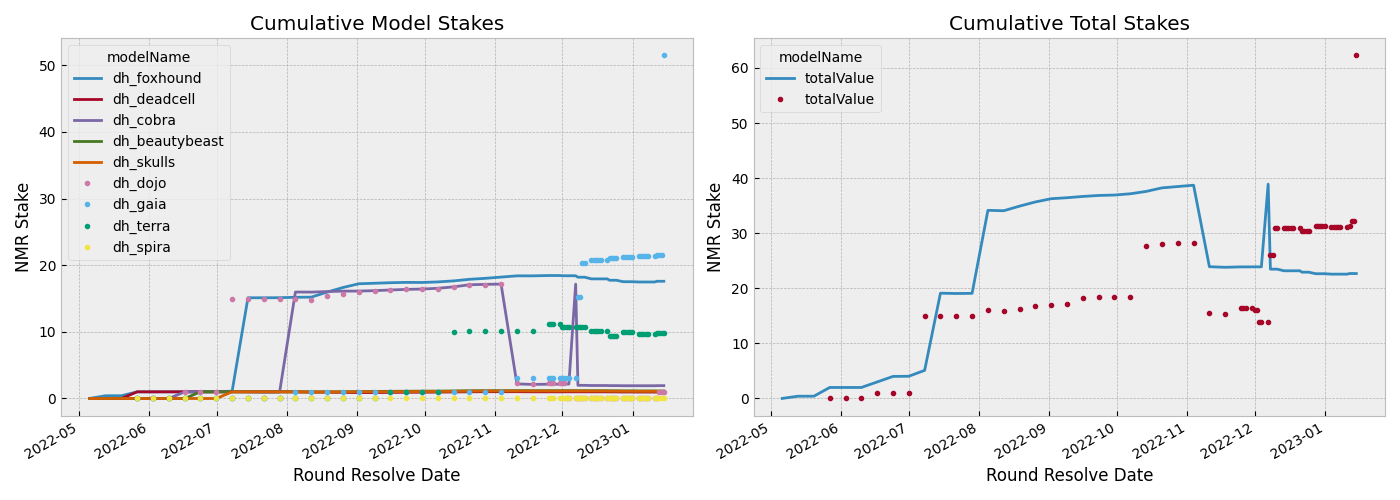 Cumulative Model Stakes
NMR Stake
50
40
30
20
10
0
modelName
dh_foxhound
dh_deadcell
dh_cobra
dh_beautybeast
dh_skulls
dh_dojo
dh_gaia
dh_terra
dh_spira
2022-05
2022-06
2022-07
2022-08
2022-09
2022-10
2022-11
2022-12
2023-01
Round Resolve Date
Cumulative Total Stakes
NMR Stake
60
50
40
30
20
10
0
modelName
totalValue
totalValue
2022-05
2022-06
2022-07
2022-08
2022-09
2022-10
2022-11
2022-12
2023-01
Round Resolve Date